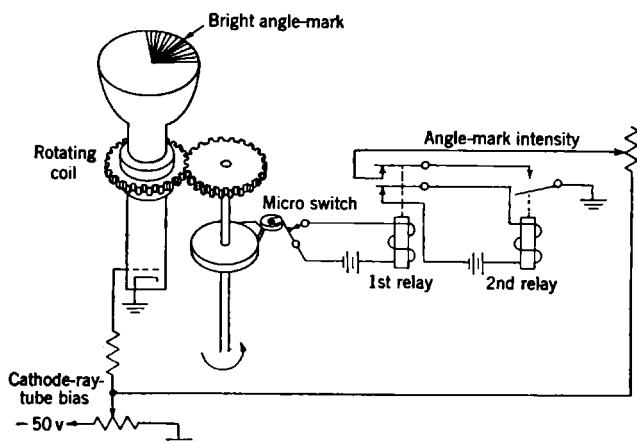 Bright angle-mark
Rotating
coil
Angle-mark intensity
Micro switch
1st relay
2nd relay
Cathode-ray-
tube bias
− 50 v